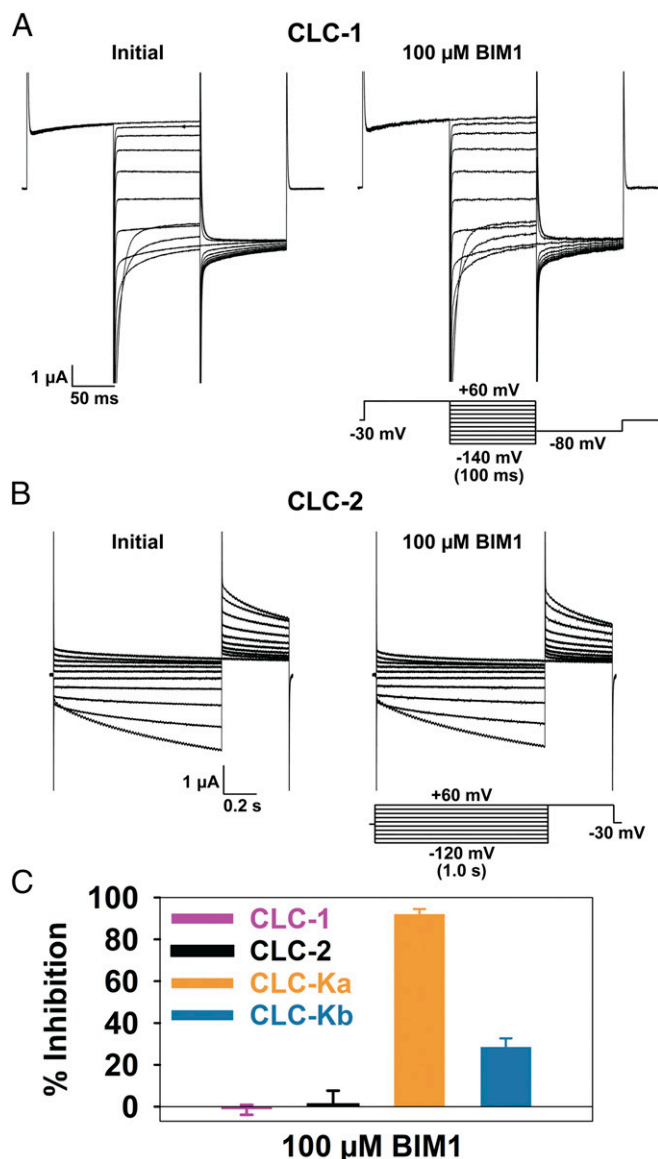 A
CLC-1
Initial
100 µM BIM1
1 µA
50 ms
+60 mV
-30 mV
-80 mV
-140 mV
(100 ms)
B
CLC-2
Initial
100 µM BIM1
1 µA
0.2 s
+60 mV
-30 mV
-120 mV
(1.0 s)
C
% Inhibition
100
80
60
40
20
0
CLC-1
CLC-2
CLC-Ka
CLC-Kb
100 µM BIM1